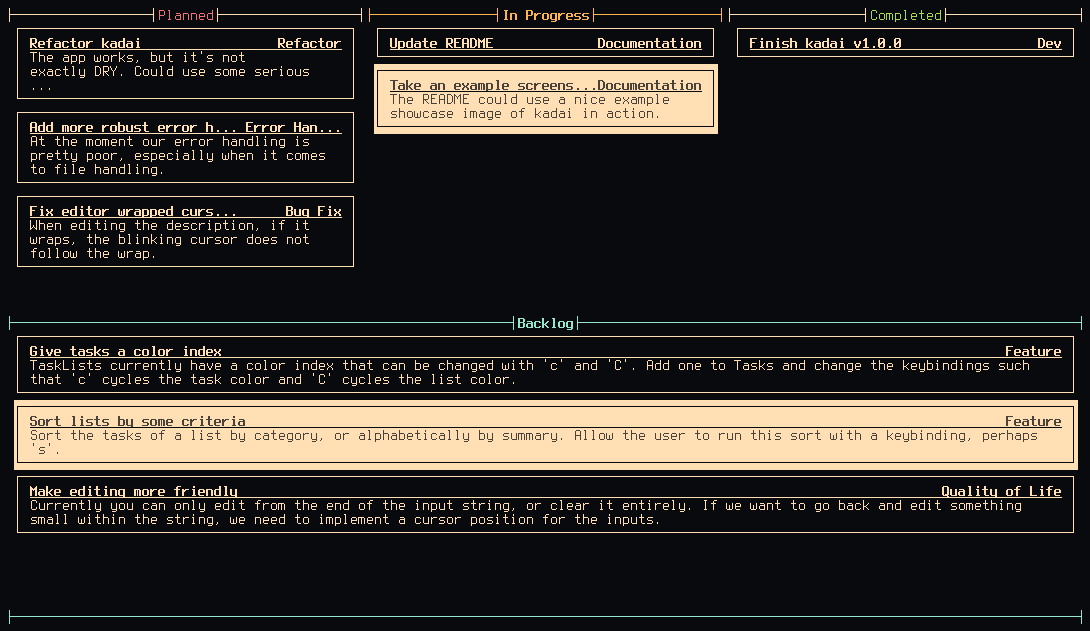 Planned
Refactor kadai Refactor
The app works, but it's not
exactly DRY. Could use some serious
...
Add more robust error h... Error Han...
At the moment our error handling is
pretty poor, especially when it comes
to file handling.
Fix editor wrapped curs... Bug Fix
When editing the description, if it
wraps, the blinking cursor does not
follow the wrap.
In Progress
Update README Documentation
Take an example screens...Documentation
The README could use a nice example
showcase image of kadai in action.
Completed
Finish kadai v1.0.0 Dev
Backlog
Give tasks a color index Feature
TaskLists currently have a color index that can be changed with 'c' and 'C'. Add one to Tasks and change the keybindings such
that 'c' cycles the task color and 'C' cycles the list color.
Sort lists by some criteria Feature
Sort the tasks of a list by category, or alphabetically by summary. Allow the user to run this sort with a keybinding, perhaps
's'.
Make editing more friendly Quality of Life
Currently you can only edit from the end of the input string, or clear it entirely. If we want to go back and edit something
small within the string, we need to implement a cursor position for the inputs.